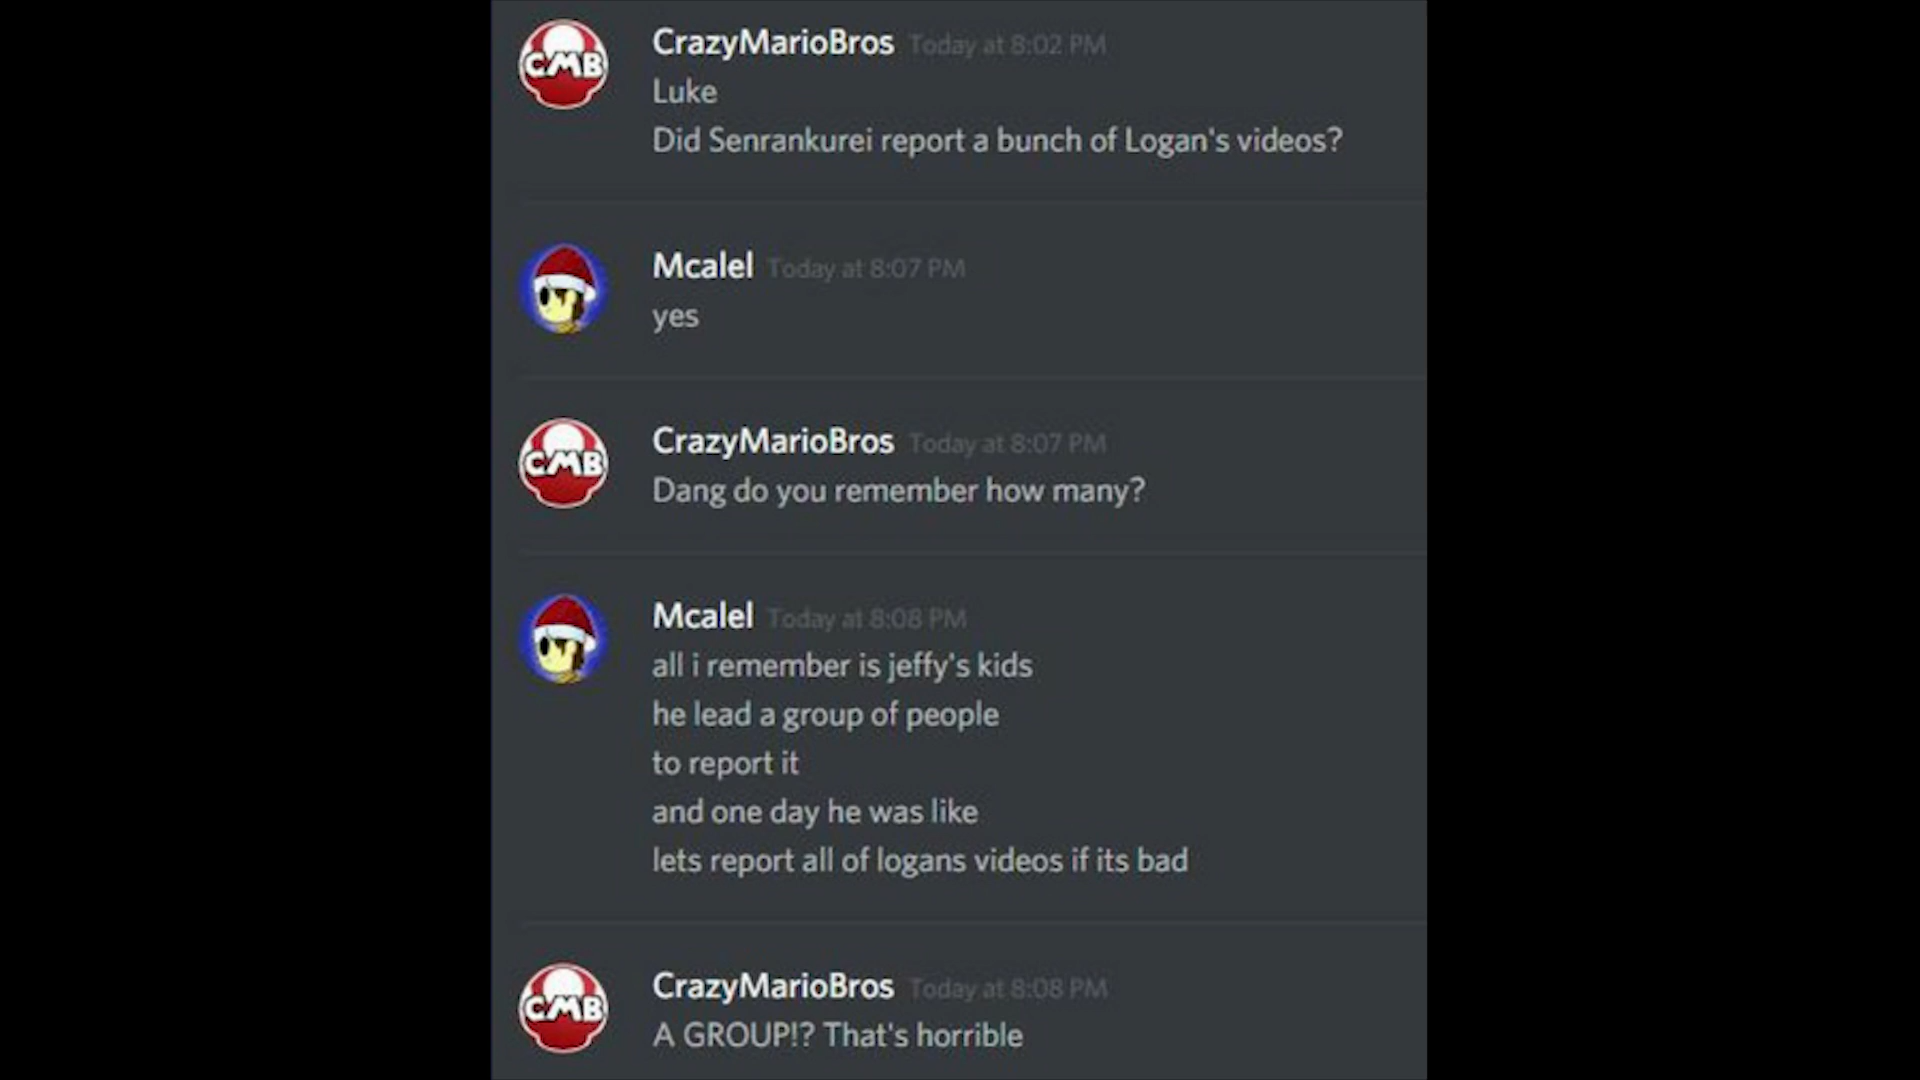 CrazyMarioBros Today at 8:02 PM
CMB
Luke
Did Senrankurei report a bunch of Logan's videos?
Mcalel Today at 8:07 PM
yes
CrazyMarioBros Today at 8:07 PM
CMB
Dang do you remember how many?
Mcalel Today at 8:08 PM
all i remember is jeffy's kids
he lead a group of people
to report it
and one day he was like
lets report all of logans videos if its bad
CrazyMarioBros Today at 8:08 PM
CMB
A GROUP!? That's horrible